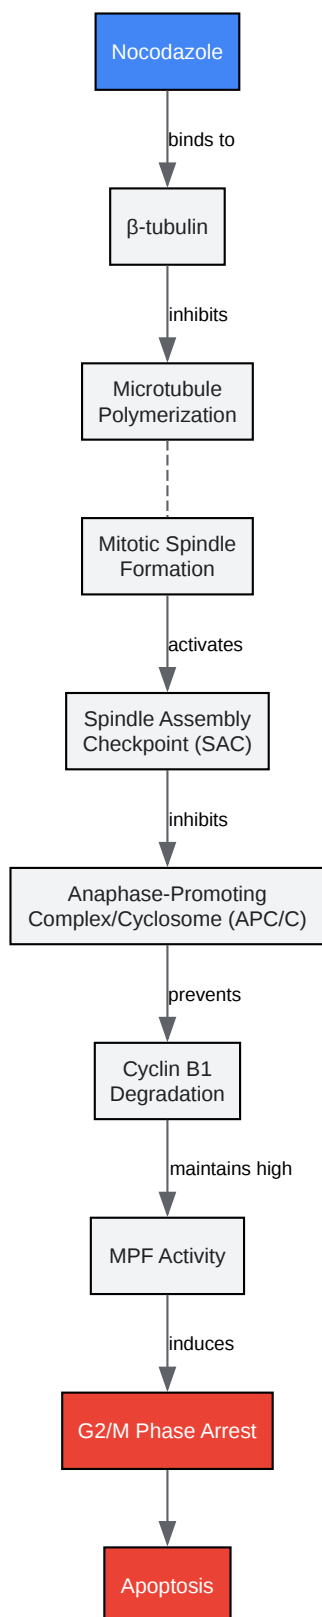 Nocodazole
binds to
β-tubulin
inhibits
Microtubule
Polymerization
Mitotic Spindle
Formation
activates
Spindle Assembly
Checkpoint (SAC)
inhibits
Anaphase-Promoting
Complex/Cyclosome (APC/C)
prevents
Cyclin B1
Degradation
maintains high
MPF Activity
induces
G2/M Phase Arrest
Apoptosis